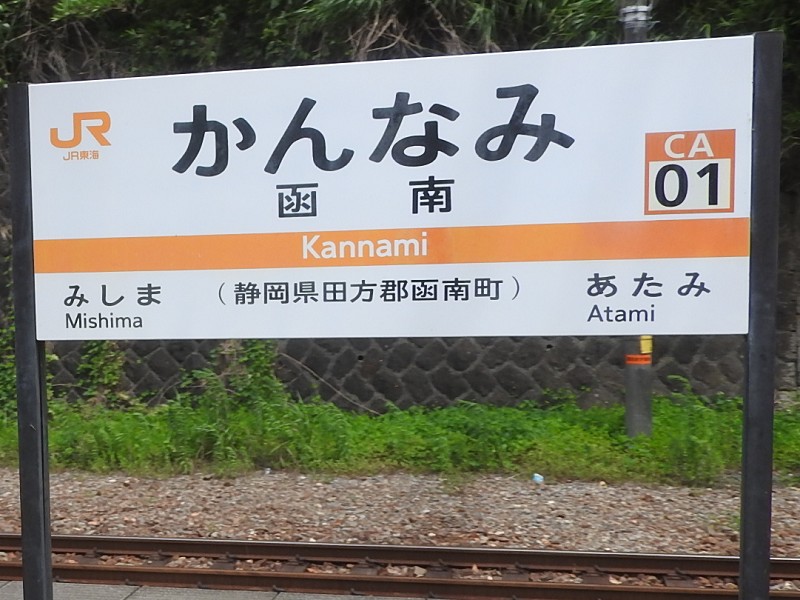 JR
JR東海
かんなみ
函南
CA
01
Kannami
みしま
Mishima
(静岡県田方郡函南町)
あたみ
Atami